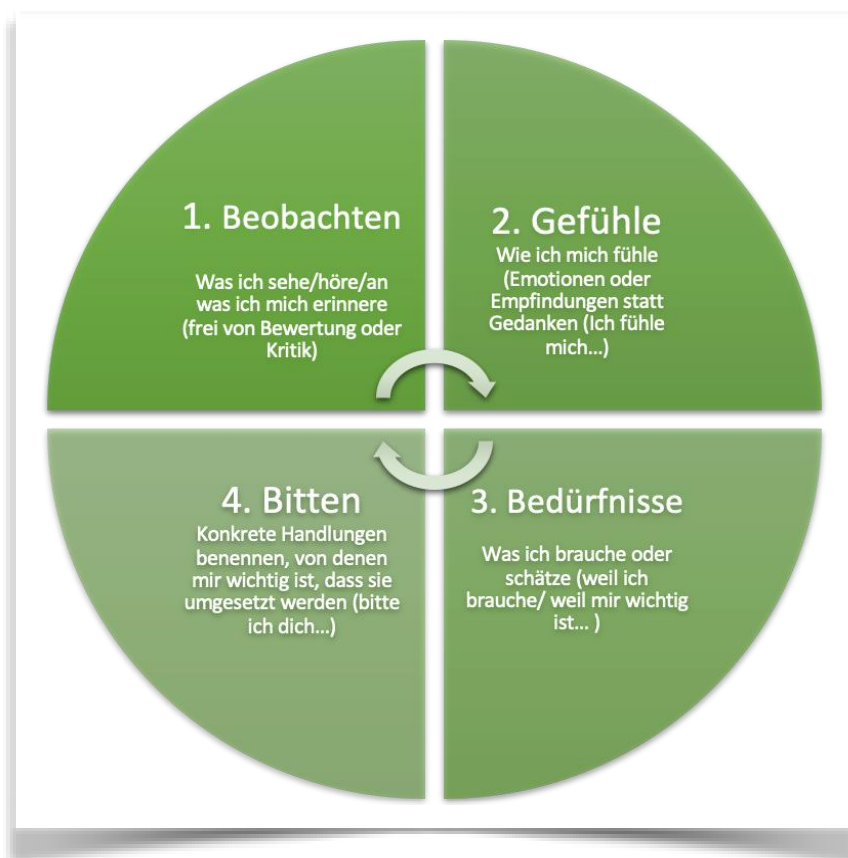 1. Beobachten
Was ich sehe/höre/an
was ich mich erinnere
(frei von Bewertung oder
Kritik)
2. Gefühle
Wie ich mich fühle
(Emotionen oder
Empfindungen statt
Gedanken (Ich fühle
mich...)
3. Bedürfnisse
Was ich brauche oder
schätze (weil ich
brauche/ weil mir wichtig
ist... )
4. Bitten
Konkrete Handlungen
benennen, von denen
mir wichtig ist, dass sie
umgesetzt werden (bitte
ich dich...)